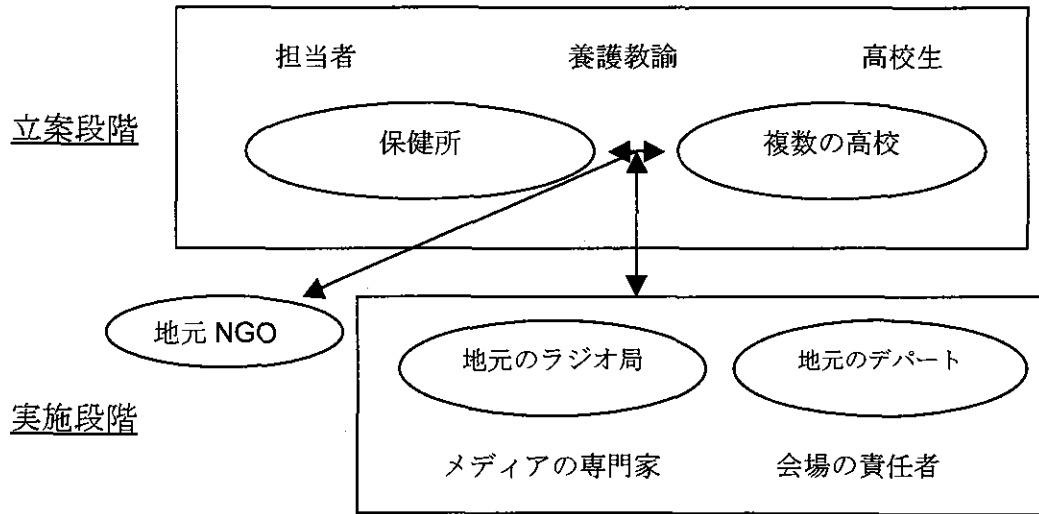 担当者 養護教諭 高校生
立案段階
保健所 複数の高校
地元 NGO
地元のラジオ局 地元のデパート
実施段階
メディアの専門家 会場の責任者